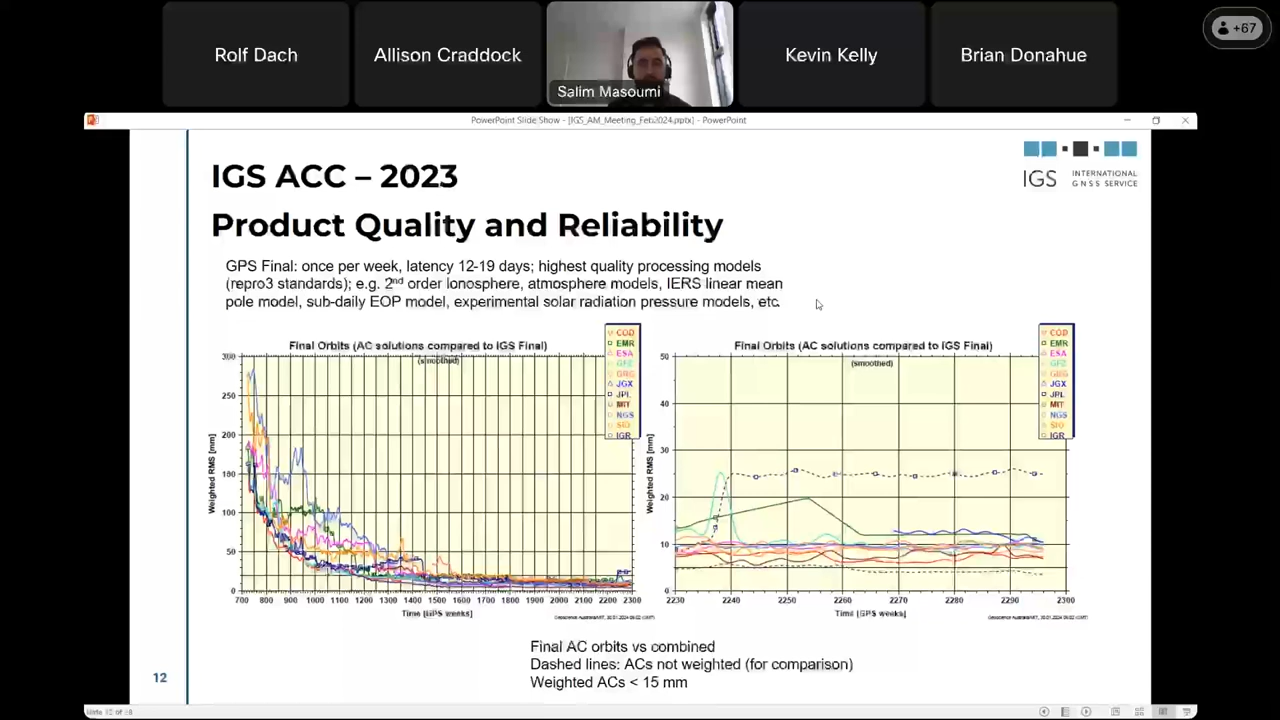 Rolf Dach
Allison Craddock
Salim Masoumi
Kevin Kelly
Brian Donahue
+67
PowerPoint Slide Show - [IGS_AM_Meeting_Feb2024.pptx] - PowerPoint
IGS ACC – 2023
Product Quality and Reliability
IGS INTERNATIONAL
GNSS SERVICE
GPS Final: once per week, latency 12-19 days; highest quality processing models
(repro3 standards); e.g. 2nd order Ionosphere, atmosphere models, IERS linear mean
pole model, sub-daily EOP model, experimental solar radiation pressure models, etc.
Final Orbits (AC solutions compared to IGS Final)
(smoothed)
COD
EMR
ESA
GFZ
GRG
JGX
JPL
MIT
NGS
SIO
IGR
Weighted RMS [mm]
300
250
200
150
100
50
0
700 800 900 1000 1100 1200 1300 1400 1500 1600 1700 1800 1900 2000 2100 2200 2300
Time [GPS weeks]
Final Orbits (AC solutions compared to IGS Final)
(smoothed)
COD
EMR
ESA
GFZ
GRG
JGX
JPL
MIT
NGS
SIO
IGR
Weighted RMS [mm]
50
40
30
20
10
0
2230 2240 2250 2260 2270 2280 2290 2300
Time [GPS weeks]
Final AC orbits vs combined
Dashed lines: ACs not weighted (for comparison)
Weighted ACs < 15 mm
12